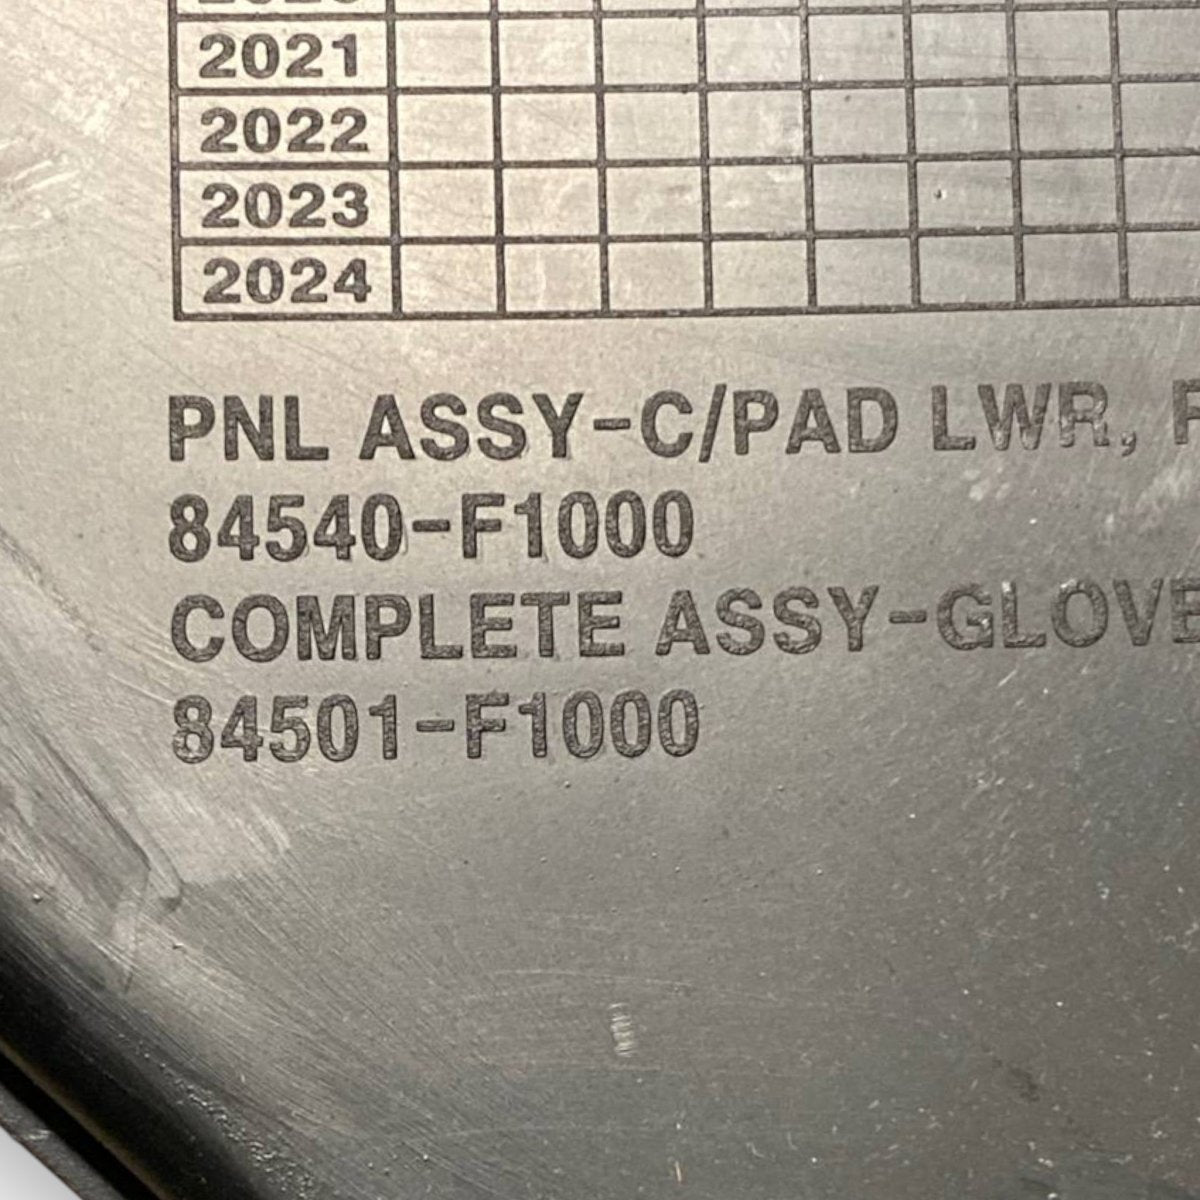 2021
2022
2023
2024
PNL ASSY-C/PAD LWR,
84540-F1000
COMPLETE ASSY-GLOVE
84501-F1000